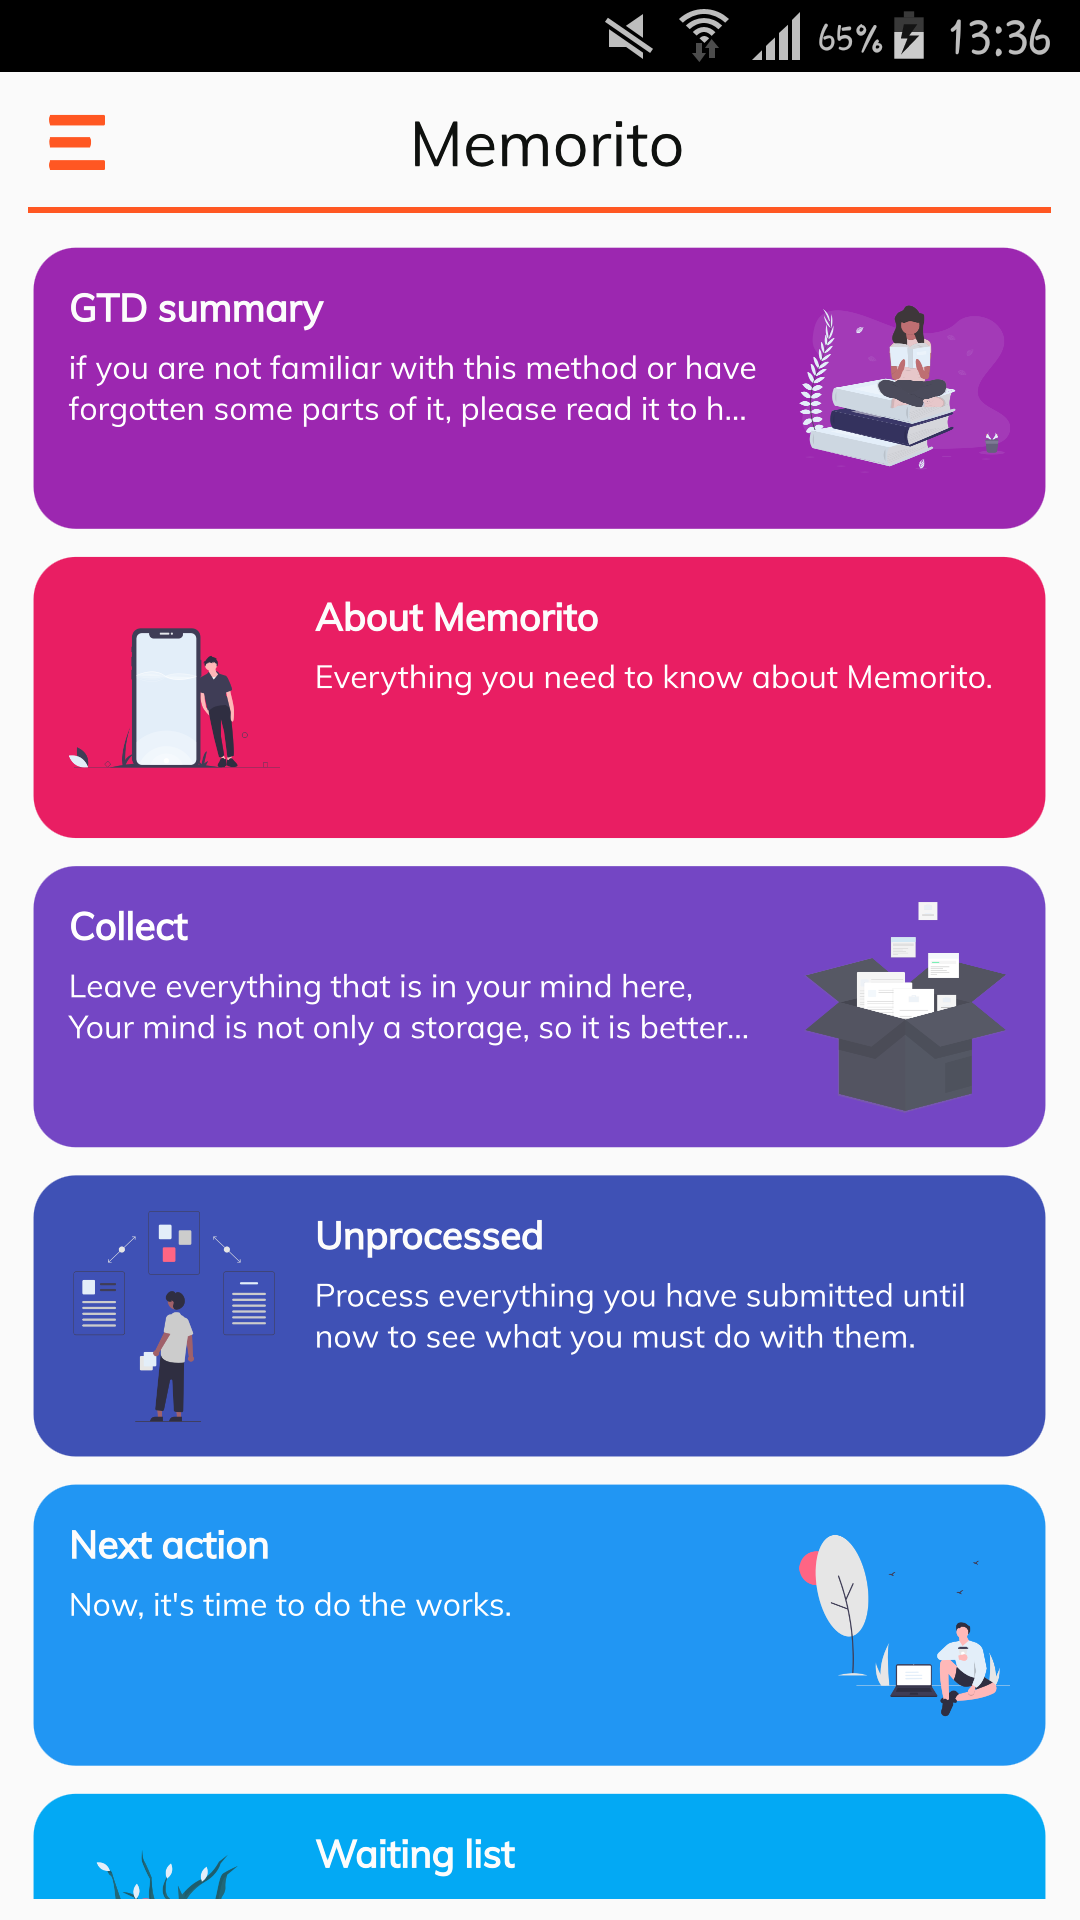 65% 13:36
Memorito
GTD summary
if you are not familiar with this method or have
forgotten some parts of it, please read it to h...
About Memorito
Everything you need to know about Memorito.
Collect
Leave everything that is in your mind here,
Your mind is not only a storage, so it is better...
Unprocessed
Process everything you have submitted until
now to see what you must do with them.
Next action
Now, it's time to do the works.
Waiting list